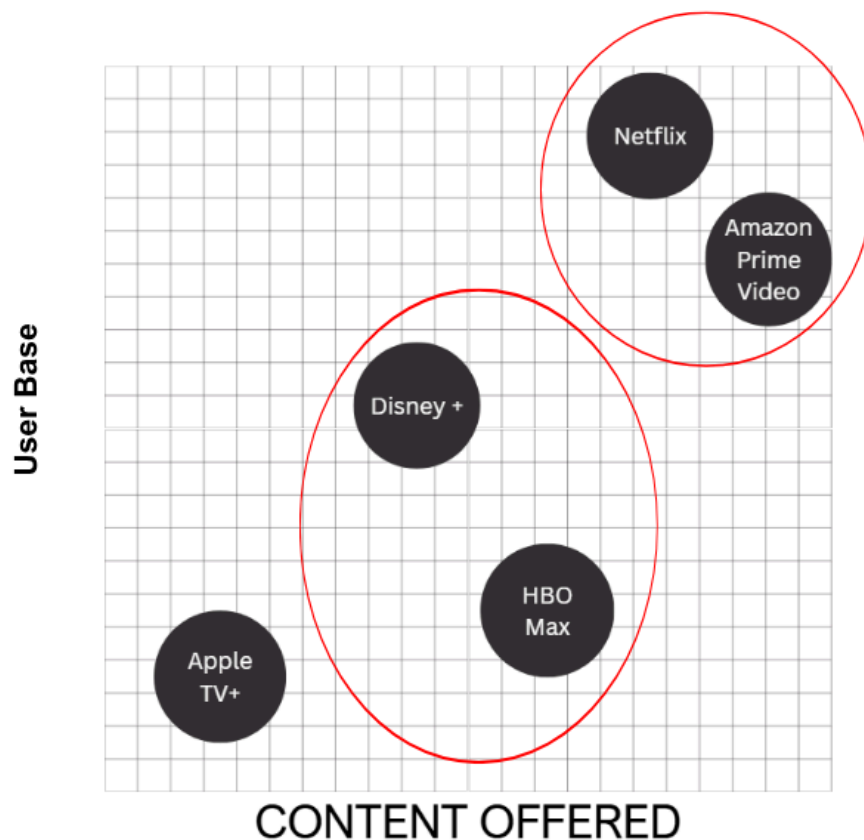 Netflix
Amazon
Prime
Video
User Base
Disney +
HBO
Max
Apple
TV+
CONTENT OFFERED